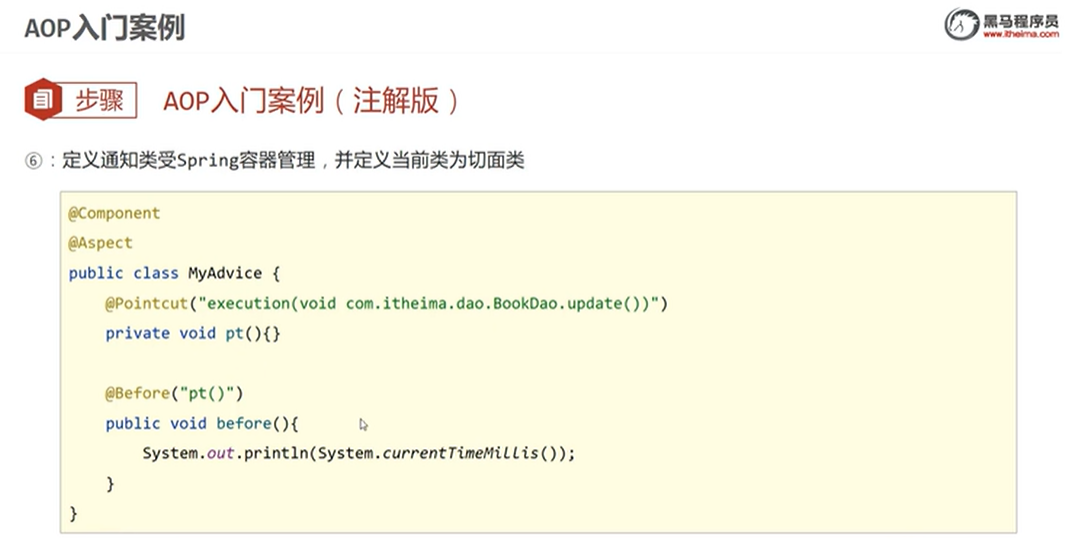 AOP入门案例
黑马程序员
www.itheima.com
步骤 AOP入门案例（注解版）
⑥：定义通知类受Spring容器管理，并定义当前类为切面类
@Component
@Aspect
public class MyAdvice {
    @Pointcut("execution(void com.itheima.dao.BookDao.update())")
    private void pt(){}
    @Before("pt()")
    public void before(){
        System.out.println(System.currentTimeMillis());
    }
}